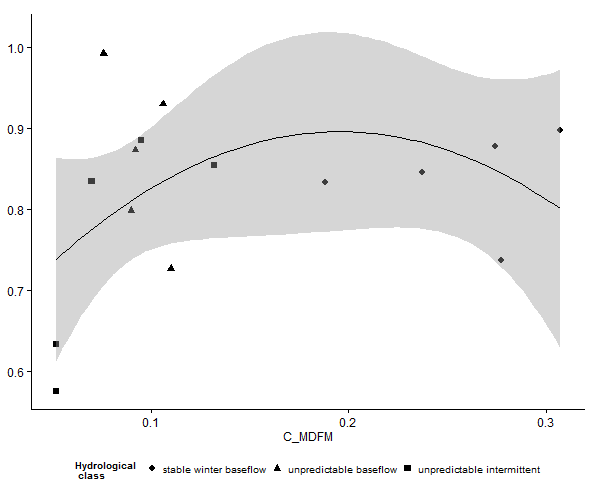 1.0
0.9
0.8
0.7
0.6
0.1 0.2 0.3
C_MDFM
Hydrological
class
stable winter baseflow unpredictable baseflow unpredictable intermittent